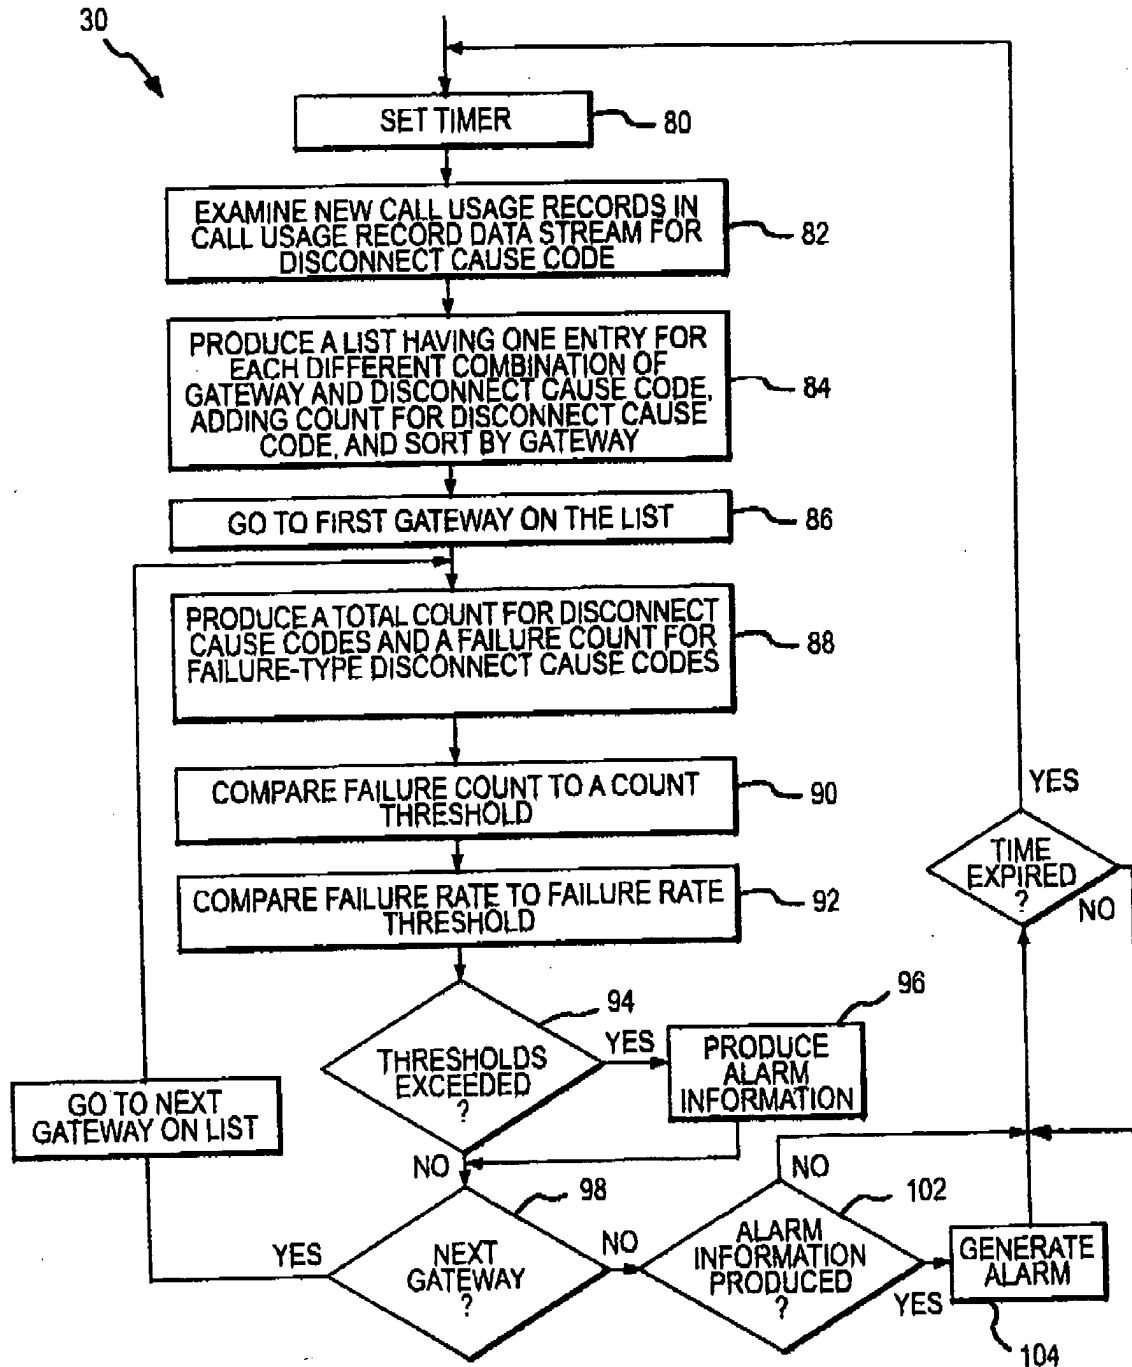 30
SET TIMER
80
EXAMINE NEW CALL USAGE RECORDS IN
CALL USAGE RECORD DATA STREAM FOR
DISCONNECT CAUSE CODE
82
PRODUCE A LIST HAVING ONE ENTRY FOR
EACH DIFFERENT COMBINATION OF
GATEWAY AND DISCONNECT CAUSE CODE,
ADDING COUNT FOR DISCONNECT CAUSE
CODE, AND SORT BY GATEWAY
84
GO TO FIRST GATEWAY ON THE LIST
86
PRODUCE A TOTAL COUNT FOR DISCONNECT
CAUSE CODES AND A FAILURE COUNT FOR
FAILURE-TYPE DISCONNECT CAUSE CODES
88
COMPARE FAILURE COUNT TO A COUNT
THRESHOLD
90
COMPARE FAILURE RATE TO FAILURE RATE
THRESHOLD
92
YES
TIME
EXPIRED
?
NO
94
THRESHOLDS
EXCEEDED
?
YES
NO
96
PRODUCE
ALARM
INFORMATION
GO TO NEXT
GATEWAY ON LIST
98
NEXT
GATEWAY
?
YES
NO
102
ALARM
INFORMATION
PRODUCED
?
NO
YES
GENERATE
ALARM
104